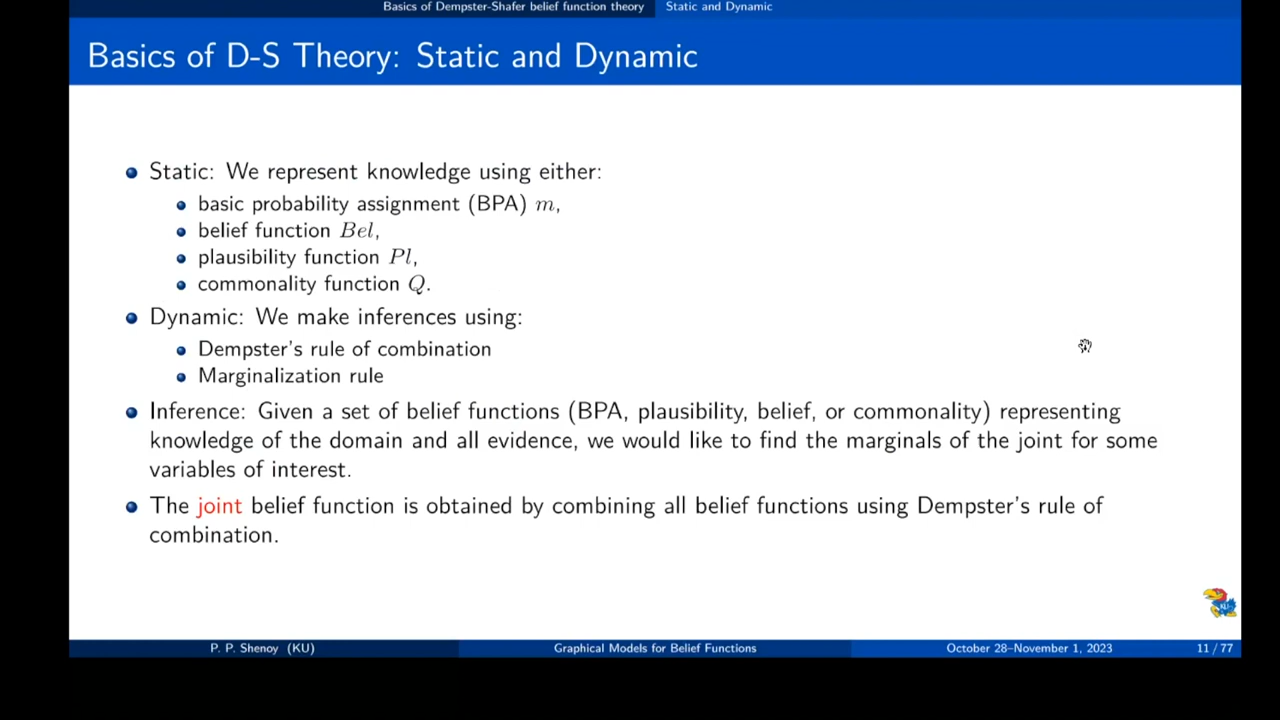 Basics of Dempster-Shafer belief function theory Static and Dynamic
Basics of D-S Theory: Static and Dynamic
Static: We represent knowledge using either:
basic probability assignment (BPA) m,
belief function Bel,
plausibility function Pl,
commonality function Q.
Dynamic: We make inferences using:
Dempster's rule of combination
Marginalization rule
Inference: Given a set of belief functions (BPA, plausibility, belief, or commonality) representing
knowledge of the domain and all evidence, we would like to find the marginals of the joint for some
variables of interest.
The joint belief function is obtained by combining all belief functions using Dempster's rule of
combination.
KU
P. P. Shenoy (KU) Graphical Models for Belief Functions October 28–November 1, 2023 11 / 77